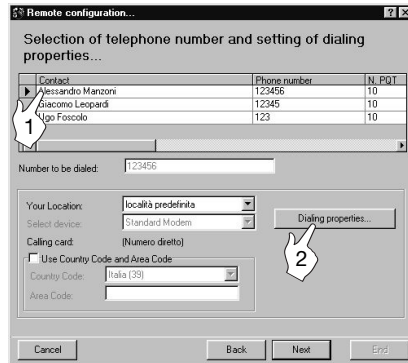 Remote configuration...
Selection of telephone number and setting of dialing
properties...
Contact Phone number N. PQT
Alessandro Manzoni 123456 10
Giacomo Leopardi 12345 10
Ugo Foscolo 123 10
1
Number to be dialed: 123456
Your Location: località predefinita
Dialing properties...
Select device: Standard Modem
Calling card: (Numero diretto)
2
Use Country Code and Area Code
Country Code: Italia (39)
Area Code:
Cancel Back Next End